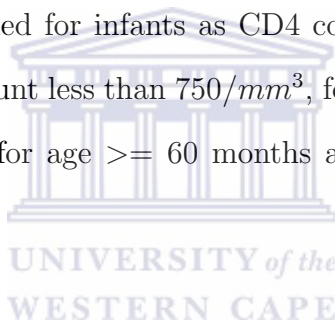 ed for infants as CD4 co
unt less than 750/mm³, f
for age >= 60 months a
UNIVERSITY of the
WESTERN CAPE